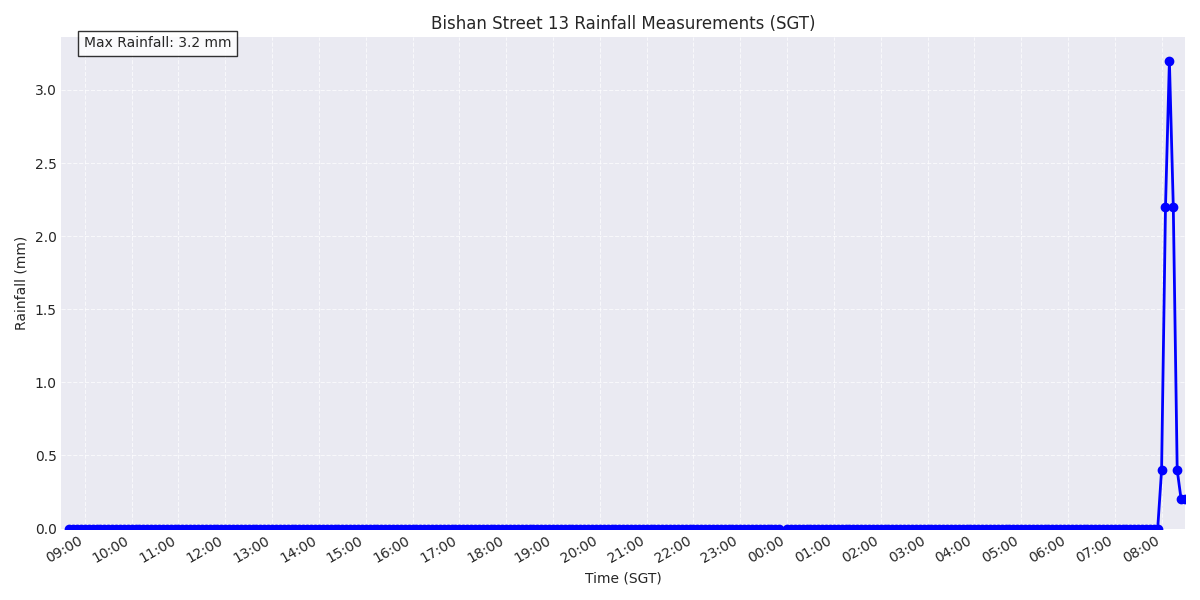 Bishan Street 13 Rainfall Measurements (SGT)
Max Rainfall: 3.2 mm
Rainfall (mm)
3.0
2.5
2.0
1.5
1.0
0.5
0.0
09:00 10:00 11:00 12:00 13:00 14:00 15:00 16:00 17:00 18:00 19:00 20:00 21:00 22:00 23:00 00:00 01:00 02:00 03:00 04:00 05:00 06:00 07:00 08:00
Time (SGT)